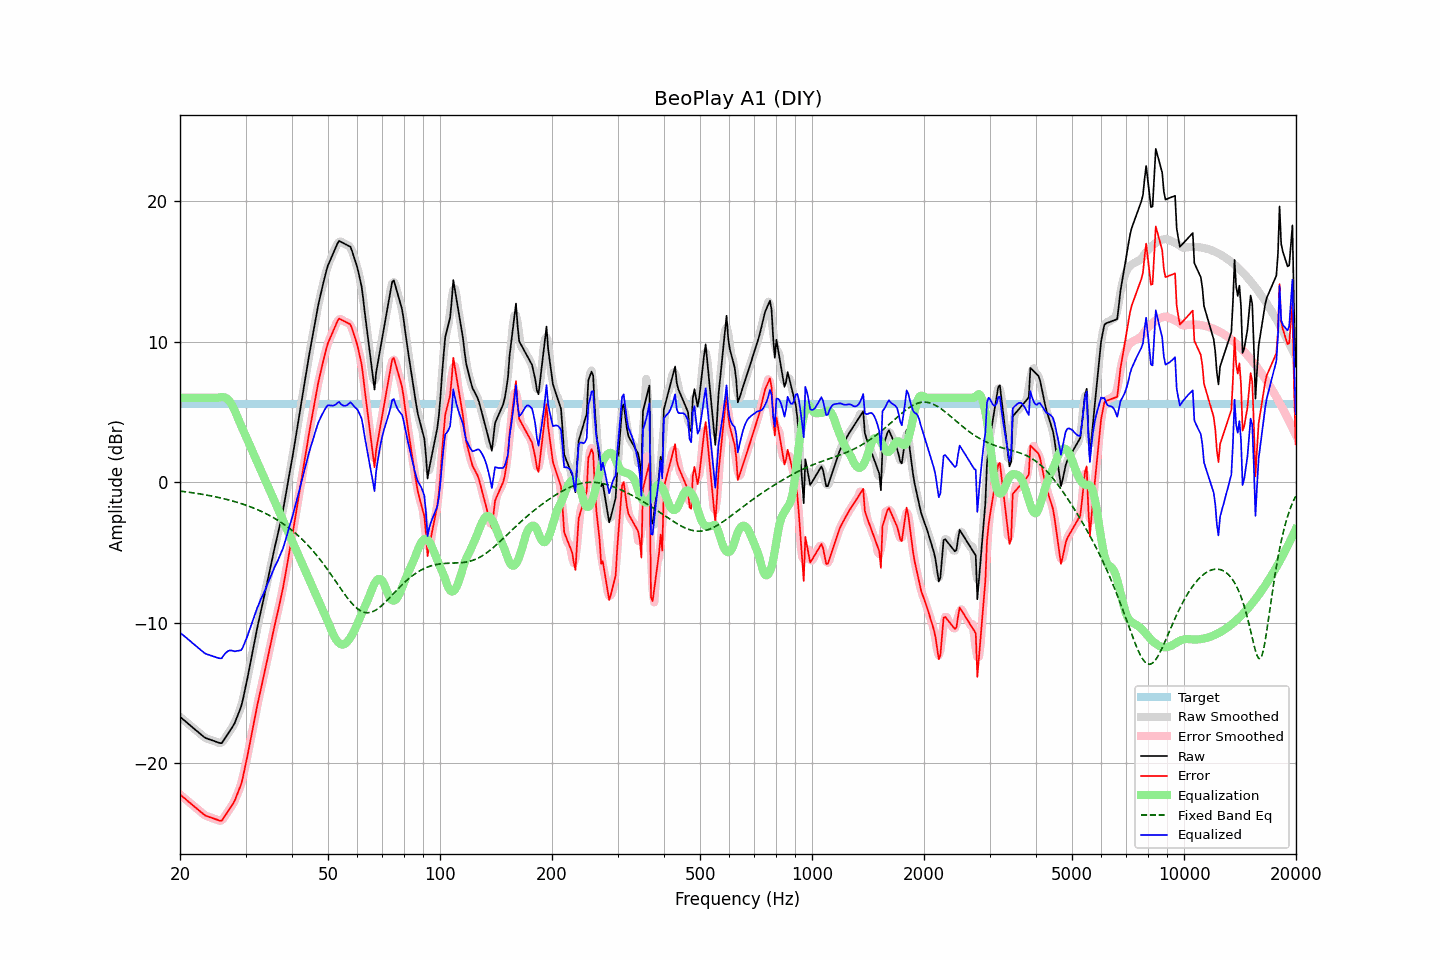 BeoPlay A1 (DIY)
Amplitude (dBr)
20
10
0
−10
−20
20
50
100
200
500
1000
2000
5000
10000
20000
Frequency (Hz)
Target
Raw Smoothed
Error Smoothed
Raw
Error
Equalization
Fixed Band Eq
Equalized